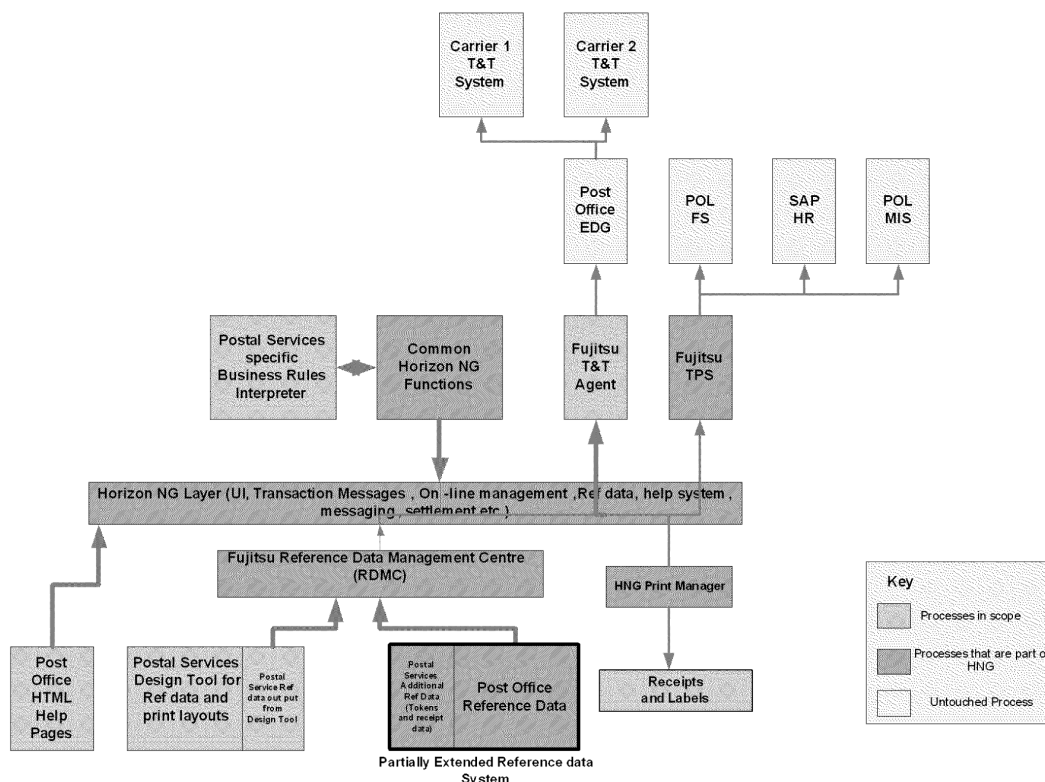 Carrier 1
T&T
System
Carrier 2
T&T
System
Post
Office
EDG
POL
FS
SAP
HR
POL
MIS
Postal Services
specific
Business Rules
Interpreter
Common
Horizon NG
Functions
Fujitsu
T&T
Agent
Fujitsu
TPS
Horizon NG Layer (UI, Transaction Messages , On -line management ,Ref data, help system ,
messaging , settlement etc.)
Fujitsu Reference Data Management Centre
(RDMC)
HNG Print Manager
Post
Office
HTML
Help
Pages
Postal Services
Design Tool for
Ref data and
print layouts
Postal
Service Ref
data out put
from
Design Tool
Postal
Services
Additional
Ref Data
(Tokens
and receipt
data)
Post Office
Reference Data
Partially Extended Reference data
System
Receipts
and Labels
Key
Processes in scope
Processes that are part o
HNG
Untouched Process